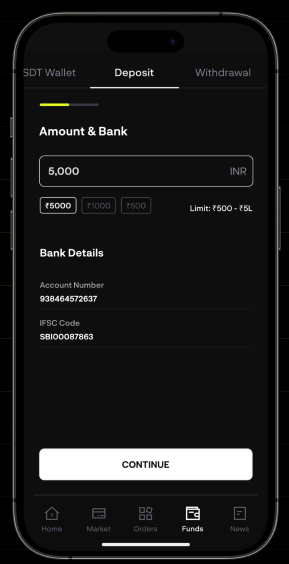 SDT Wallet Deposit Withdrawal
Amount & Bank
5,000 INR
₹5000 ₹1000 ₹500 Limit: ₹500 - ₹5L
Bank Details
Account Number
938464572637
IFSC Code
SBI00087863
CONTINUE
Home Market Orders Funds News